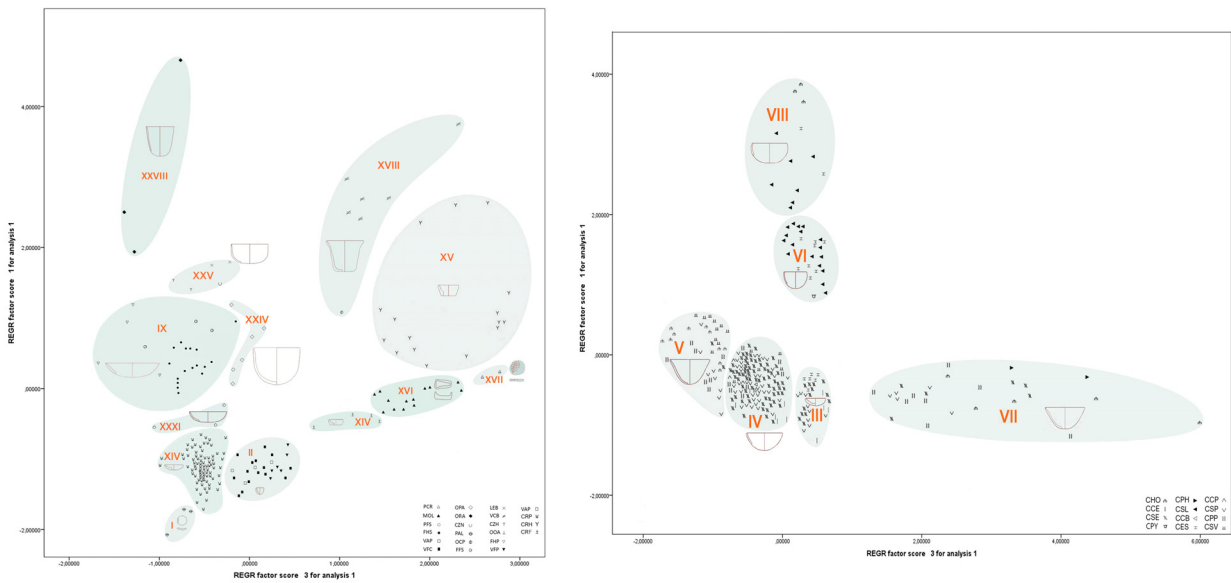 4,00000
2,00000
,00000
-2,00000
REGR factor score 1 for analysis 1
-2,00000 -1,00000 ,00000 1,00000 2,00000 3,00000
REGR factor score 3 for analysis 1
XXVIII
XVIII
XV
XXV
XXIV
IX
XVII
XVI
XIV
XXXI
XIV
II
I
PCR OPA LEB VAP
MOL ORA VCB CRP
PFS CZN CZH CRH
FHS PAL OOA CRF
VAP OCP FHP
VFC FFS VFP
4,00000
2,00000
,00000
-2,00000
REGR factor score 1 for analysis 1
-2,00000 ,00000 2,00000 4,00000 6,00000
REGR factor score 3 for analysis 1
VIII
VI
V
IV
III
VII
CHO CPH CCP
CCE CSL CSP
CSE CCB CPP
CPY CES CSV